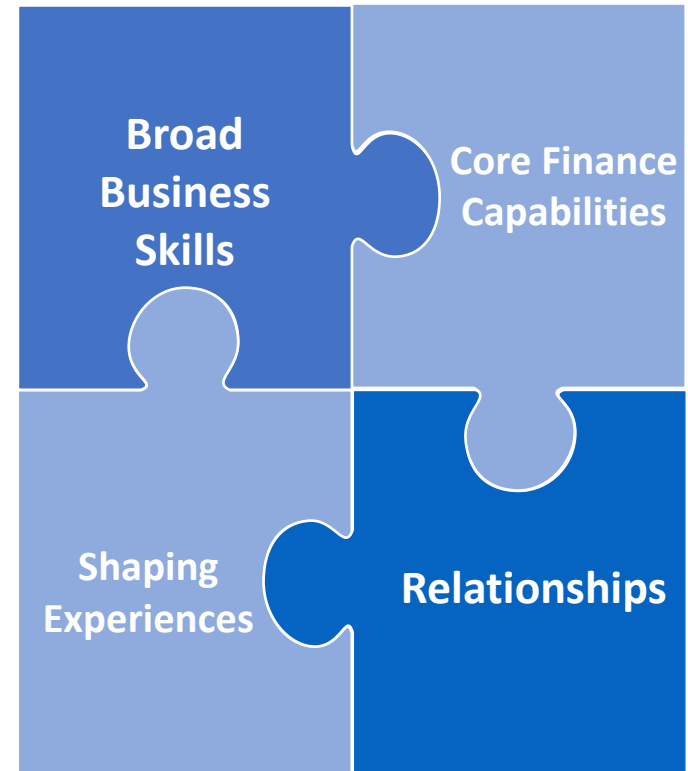 Broad
Business
Skills
Core Finance
Capabilities
Shaping
Experiences
Relationships